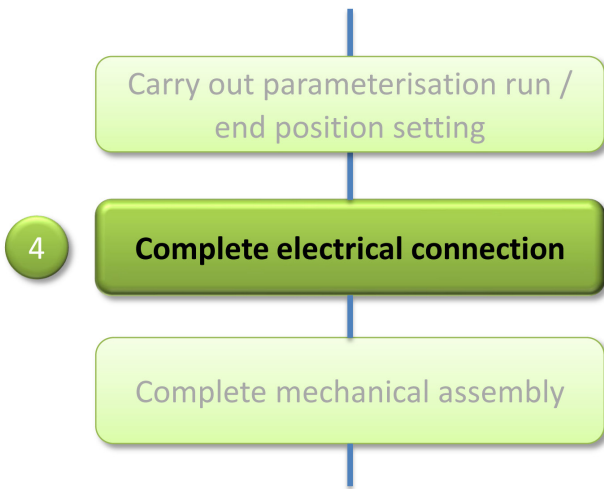 Carry out parameterisation run /
end position setting
4
Complete electrical connection
Complete mechanical assembly